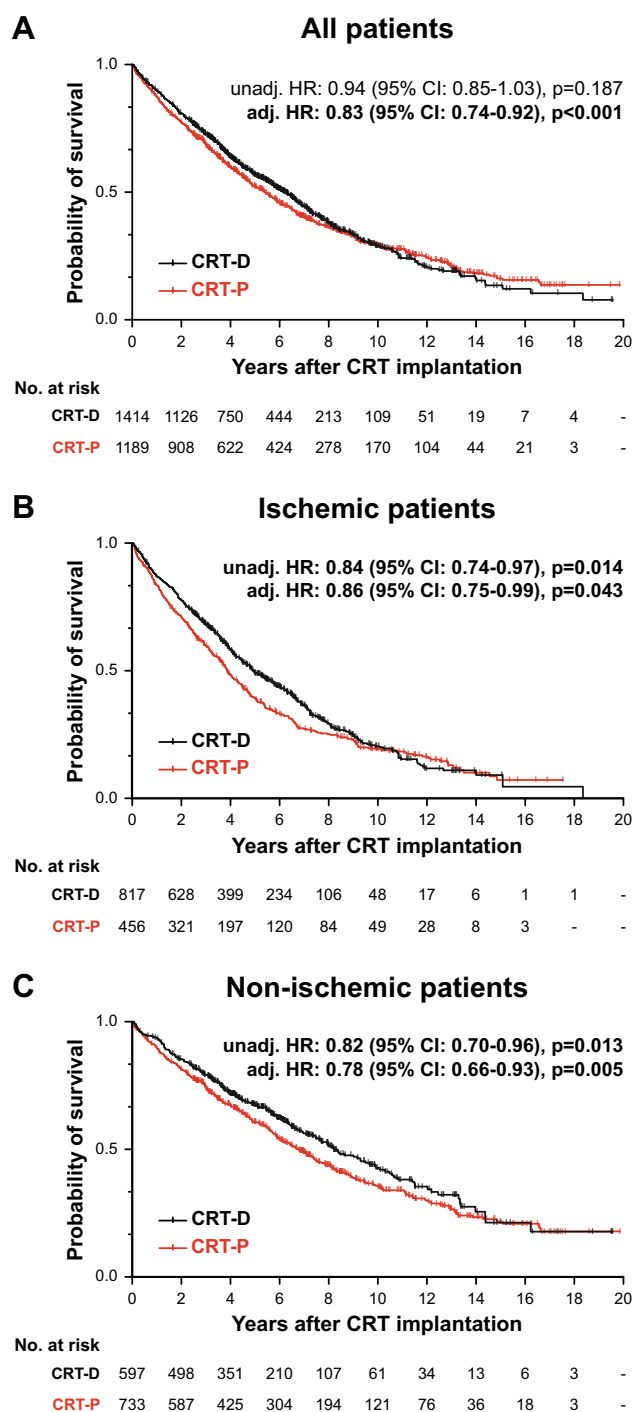 A
All patients
unadj. HR: 0.94 (95% CI: 0.85-1.03), p=0.187
adj. HR: 0.83 (95% CI: 0.74-0.92), p<0.001
Probability of survival
1.0
0.5
0.0
CRT-D
CRT-P
0 2 4 6 8 10 12 14 16 18 20
Years after CRT implantation
No. at risk
CRT-D 1414 1126 750 444 213 109 51 19 7 4 -
CRT-P 1189 908 622 424 278 170 104 44 21 3 -
B
Ischemic patients
unadj. HR: 0.84 (95% CI: 0.74-0.97), p=0.014
adj. HR: 0.86 (95% CI: 0.75-0.99), p=0.043
Probability of survival
1.0
0.5
0.0
CRT-D
CRT-P
0 2 4 6 8 10 12 14 16 18 20
Years after CRT implantation
No. at risk
CRT-D 817 628 399 234 106 48 17 6 1 1 -
CRT-P 456 321 197 120 84 49 28 8 3 - -
C
Non-ischemic patients
unadj. HR: 0.82 (95% CI: 0.70-0.96), p=0.013
adj. HR: 0.78 (95% CI: 0.66-0.93), p=0.005
Probability of survival
1.0
0.5
0.0
CRT-D
CRT-P
0 2 4 6 8 10 12 14 16 18 20
Years after CRT implantation
No. at risk
CRT-D 597 498 351 210 107 61 34 13 6 3 -
CRT-P 733 587 425 304 194 121 76 36 18 3 -